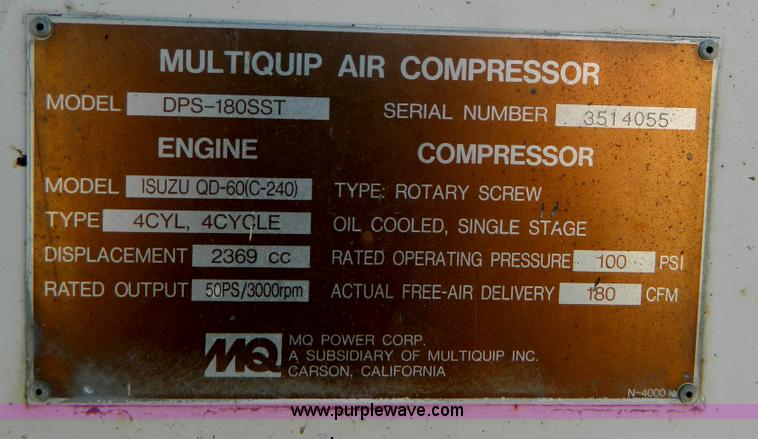 MULTIQUIP AIR COMPRESSOR
MODEL DPS-180SST SERIAL NUMBER 3514055
ENGINE COMPRESSOR
MODEL ISUZU QD-60(C-240) TYPE: ROTARY SCREW
TYPE 4CYL, 4CYCLE OIL COOLED, SINGLE STAGE
DISPLACEMENT 2369 cc RATED OPERATING PRESSURE 100 PSI
RATED OUTPUT 50PS/3000rpm ACTUAL FREE-AIR DELIVERY 180 CFM
MQ MQ POWER CORP.
A SUBSIDIARY OF MULTIQUIP INC.
CARSON, CALIFORNIA
N-4000
www.purplewave.com